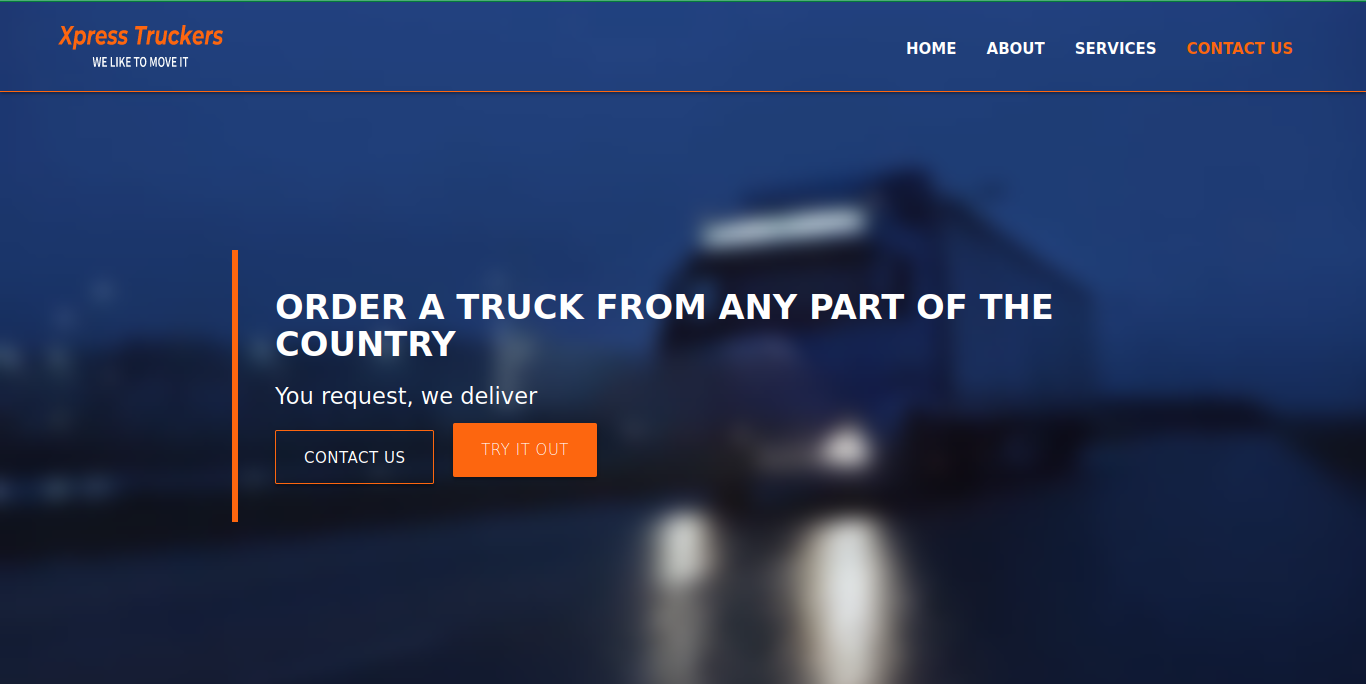 Xpress Truckers
WE LIKE TO MOVE IT
HOME ABOUT SERVICES CONTACT US
ORDER A TRUCK FROM ANY PART OF THE
COUNTRY
You request, we deliver
CONTACT US TRY IT OUT